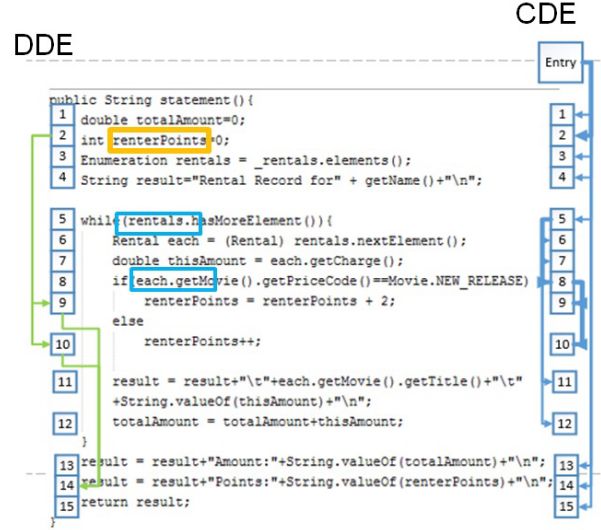 CDE
DDE
Entry
public String statement(){
1 double totalAmount=0; 1
2 int renterPoints=0; 2
3 Enumeration rentals = _rentals.elements(); 3
4 String result="Rental Record for" + getName()+"\n"; 4
5 while(rentals.hasMoreElement()){ 5
6 Rental each = (Rental) rentals.nextElement(); 6
7 double thisAmount = each.getCharge(); 7
8 if(each.getMovie().getPriceCode()==Movie.NEW_RELEASE) 8
9 renterPoints = renterPoints + 2; 9
else
10 renterPoints++; 10
11 result = result+"\t"+each.getMovie().getTitle()+"\t" 11
+String.valueOf(thisAmount)+"\n";
12 totalAmount = totalAmount+thisAmount; 12
}
13 result = result+"Amount:"+String.valueOf(totalAmount)+"\n"; 13
14 result = result+"Points:"+String.valueOf(renterPoints)+"\n"; 14
15 return result; 15
}